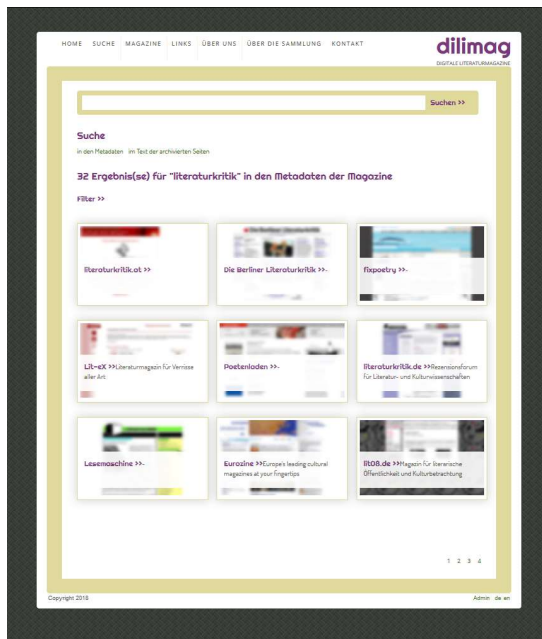 HOME SUCHE MAGAZINE LINKS ÜBER UNS ÜBER DIE SAMMLUNG KONTAKT
dilimag
DIGITALE LITERATURMAGAZINE
Suchen >>
Suche
in den Metadaten im Text der archivierten Seiten
32 Ergebnis(se) für "literaturkritik" in den Metadaten der Magazine
Filter >>
literaturkritik.at >>
Die Berliner Literaturkritik >>-
fixpoetry >>-
Lit-eX >>Literaturmagazin für Verrisse
aller Art
Poetenladen >>-
literaturkritik.de >>Rezensionsforum
für Literatur- und Kulturwissenschaften
Lesemaschine >>-
Eurozine >>Europe's leading cultural
magazines at your fingertips
lit08.de >>Magazin für literarische
Öffentlichkeit und Kulturbetrachtung
1 2 3 4
Copyright 2018
Admin de en